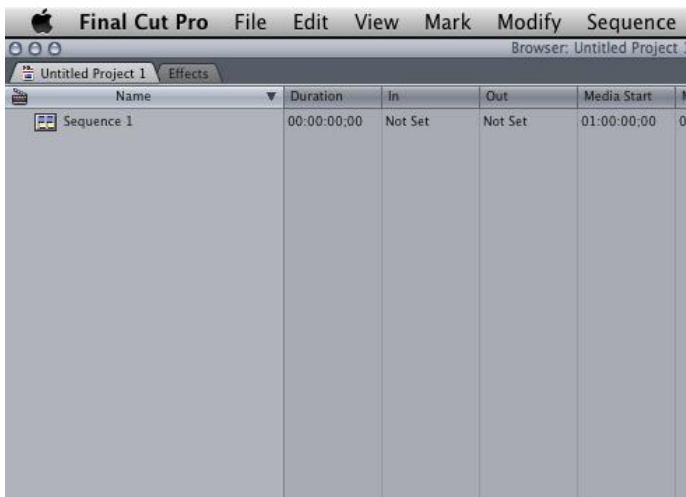 Final Cut Pro File Edit View Mark Modify Sequence
Browser: Untitled Project
Untitled Project 1 Effects
Name Duration In Out Media Start
Sequence 1 00:00:00;00 Not Set Not Set 01:00:00;00